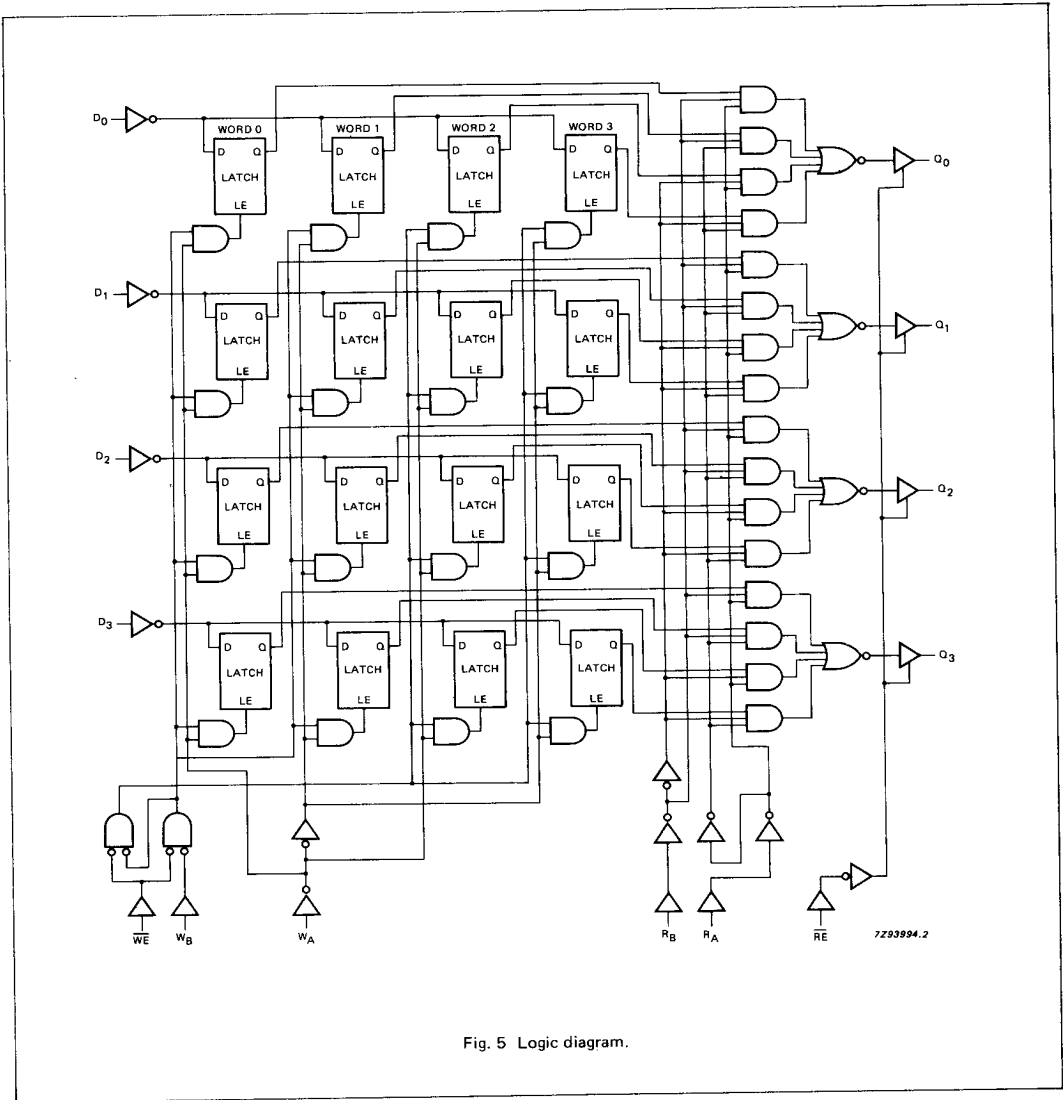 D0
WORD 0 WORD 1 WORD 2 WORD 3
D Q D Q D Q D Q
LATCH LATCH LATCH LATCH
LE LE LE LE
Q0
D1
D Q D Q D Q D Q
LATCH LATCH LATCH LATCH
LE LE LE LE
Q1
D2
D Q D Q D Q D Q
LATCH LATCH LATCH LATCH
LE LE LE LE
Q2
D3
D Q D Q D Q D Q
LATCH LATCH LATCH LATCH
LE LE LE LE
Q3
W̅E̅ WB WA RB RA R̅E̅
7Z93994.2
Fig. 5 Logic diagram.